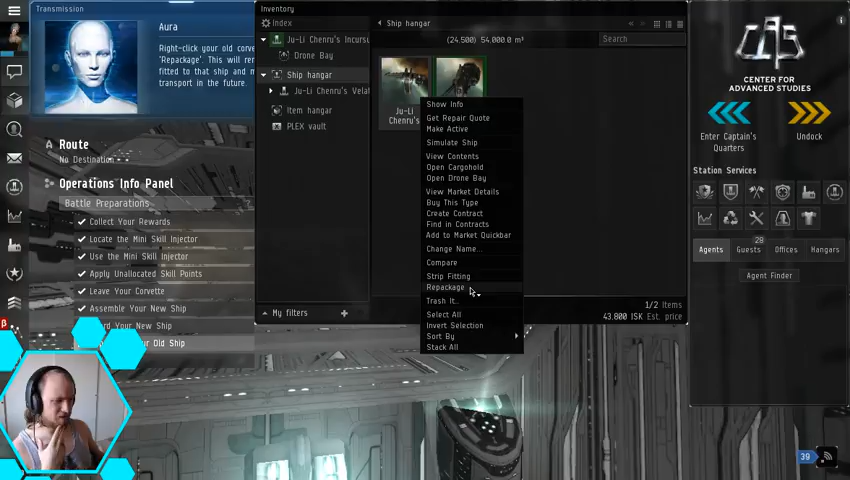 Transmission
Aura
Right-click your old corve
'Repackage'. This will ren
fitted to that ship and m
transport in the future.
Route
No Destination
Operations Info Panel
Battle Preparations
Collect Your Rewards
Locate the Mini Skill Injector
Use the Mini Skill Injector
Apply Unallocated Skill Points
Leave Your Corvette
Assemble Your New Ship
rd Your New Ship
Your Old Ship
β
Inventory
Index
Ju-Li Chenru's Incursu
Drone Bay
Ship hangar
Ju-Li Chenru's Velat
Item hangar
PLEX vault
My filters
Ship hangar
(24.500) 54,000.0 m³
Search
Ju-Li
Chenru's
Show Info
Get Repair Quote
Make Active
Simulate Ship
View Contents
Open Cargohold
Open Drone Bay
View Market Details
Buy This Type
Create Contract
Find in Contracts
Add to Market Quickbar
Change Name...
Compare
Strip Fitting
Repackage
Trash It...
Select All
Invert Selection
Sort By
Stack All
1/2 Items
43.800 ISK Est. price
CAS
CENTER FOR
ADVANCED STUDIES
Enter Captain's
Quarters
Undock
Station Services
28
Agents
Guests
Offices
Hangars
Agent Finder
39